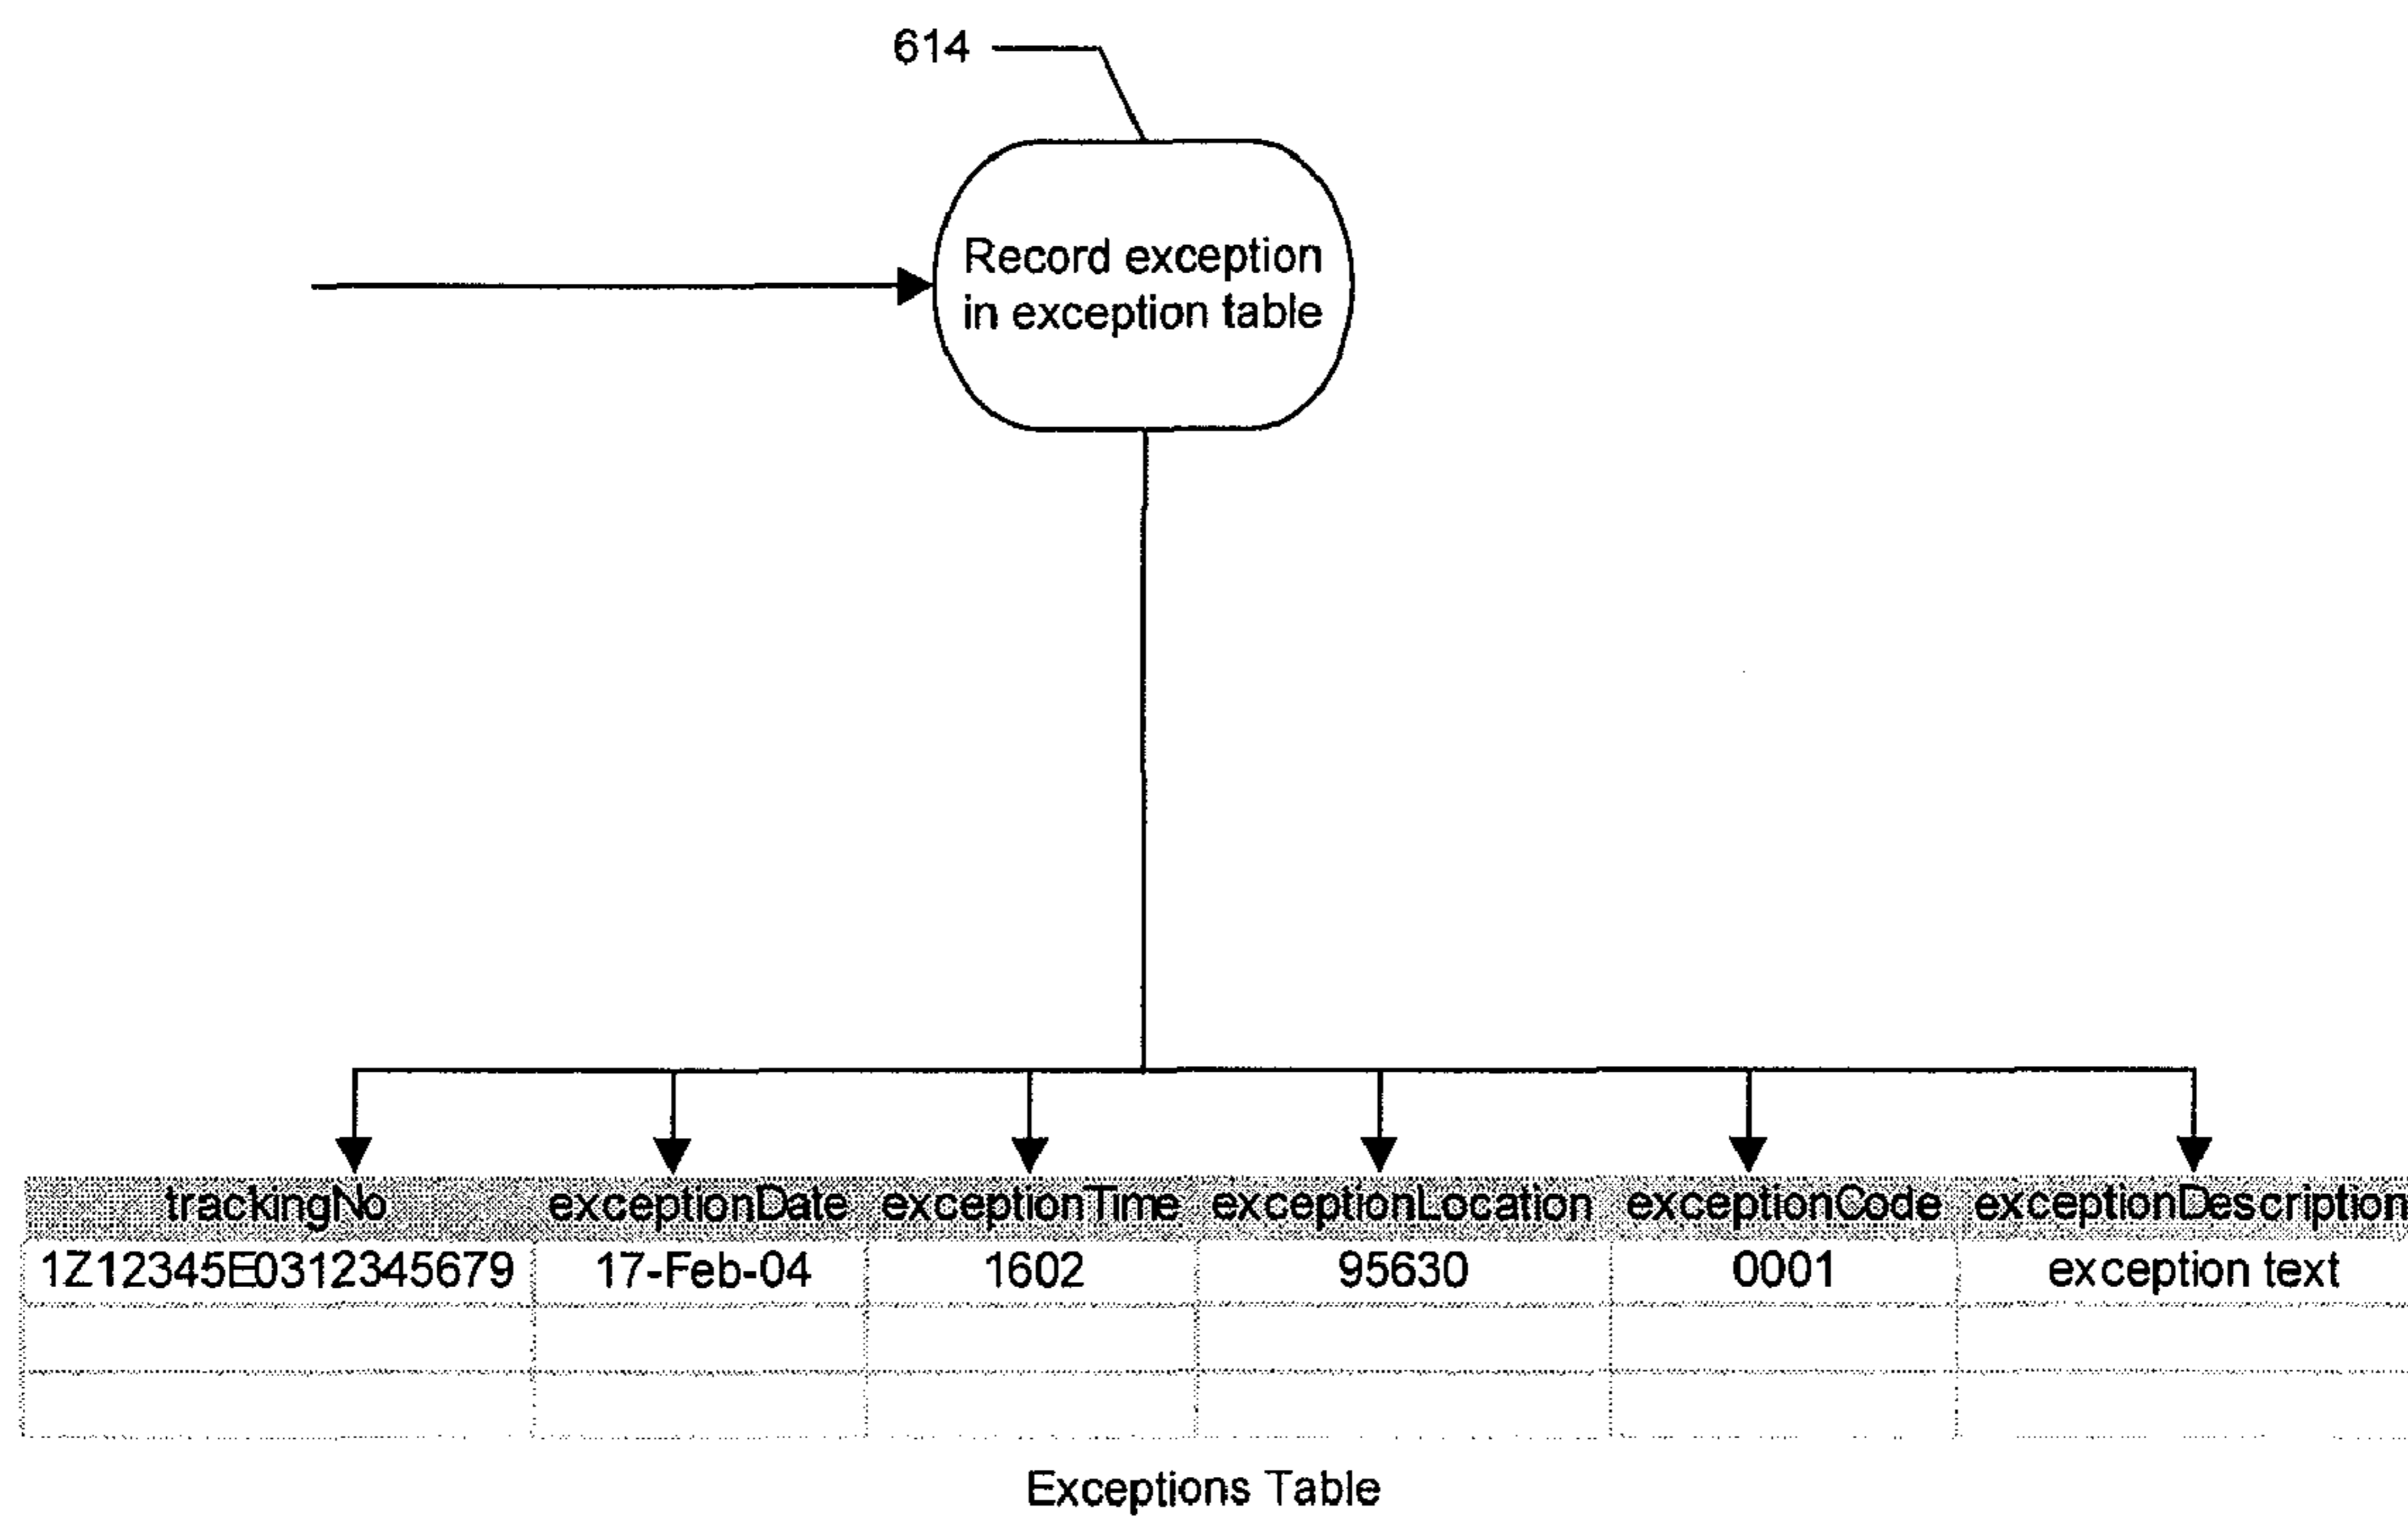 614
Record exception
in exception table
trackingNo exceptionDate exceptionTime exceptionLocation exceptionCode exceptionDescription
1Z12345E0312345679 17-Feb-04 1602 95630 0001 exception text
Exceptions Table